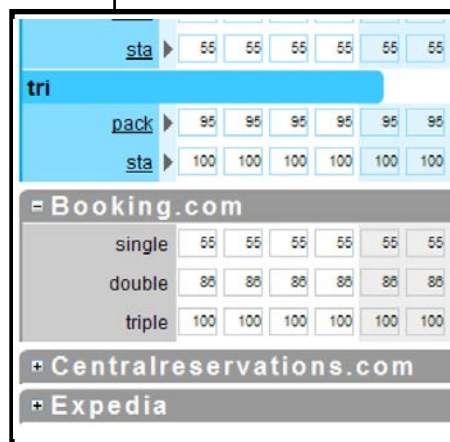 sta 55 55 55 55 55 55
tri
pack 95 95 95 95 95 95
sta 100 100 100 100 100 100
Booking.com
single 55 55 55 55 55 55
double 86 86 86 86 86 86
triple 100 100 100 100 100 100
Centralreservations.com
Expedia